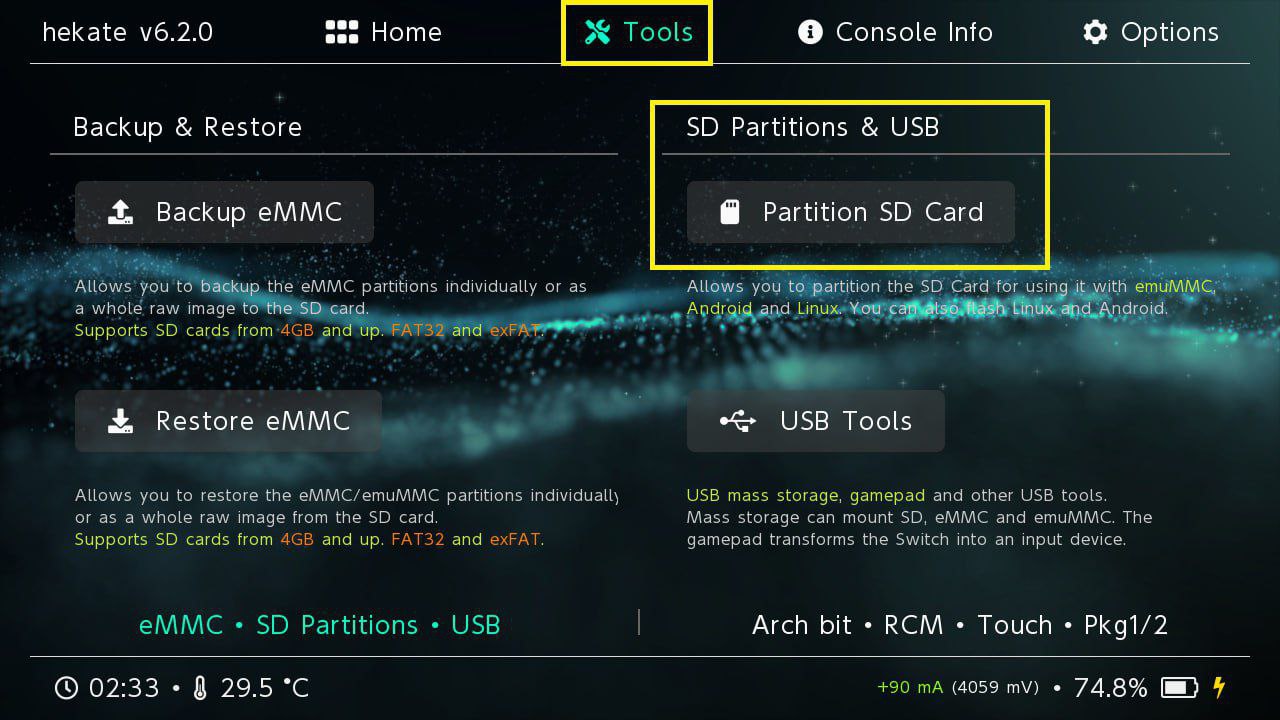 hekate v6.2.0 Home Tools Console Info Options
Backup & Restore
Backup eMMC
Allows you to backup the eMMC partitions individually or as
a whole raw image to the SD card.
Supports SD cards from 4GB and up. FAT32 and exFAT.
Restore eMMC
Allows you to restore the eMMC/emuMMC partitions individually
or as a whole raw image from the SD card.
Supports SD cards from 4GB and up. FAT32 and exFAT.
SD Partitions & USB
Partition SD Card
Allows you to partition the SD Card for using it with emuMMC,
Android and Linux. You can also flash Linux and Android.
USB Tools
USB mass storage, gamepad and other USB tools.
Mass storage can mount SD, eMMC and emuMMC. The
gamepad transforms the Switch into an input device.
eMMC • SD Partitions • USB
Arch bit • RCM • Touch • Pkg1/2
02:33 • 29.5 °C
+90 mA (4059 mV) • 74.8%